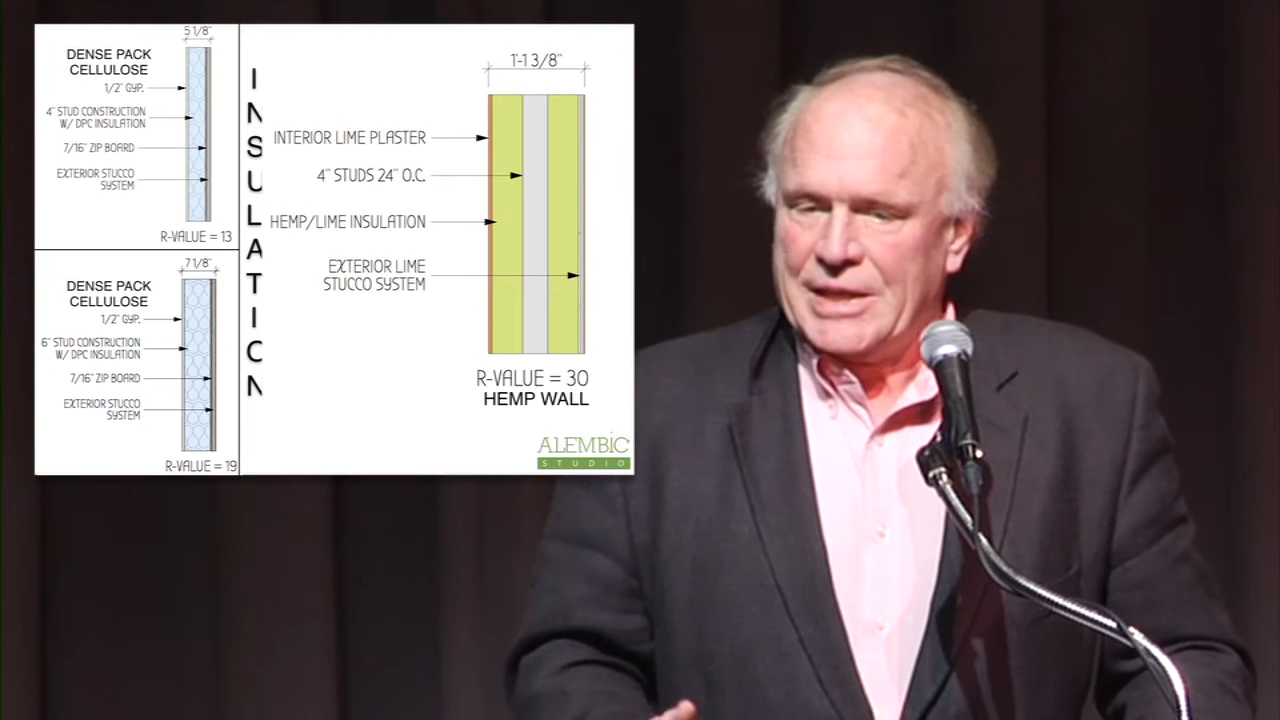 5 1/8"
DENSE PACK
CELLULOSE
1/2" GYP.
4" STUD CONSTRUCTION
W/ DPC INSULATION
7/16" ZIP BOARD
EXTERIOR STUCCO
SYSTEM
R-VALUE = 13
7 1/8"
DENSE PACK
CELLULOSE
1/2" GYP.
6" STUD CONSTRUCTION
W/ DPC INSULATION
7/16" ZIP BOARD
EXTERIOR STUCCO
SYSTEM
R-VALUE = 19
INSULATION
1'-1 3/8"
INTERIOR LIME PLASTER
4" STUDS 24" O.C.
HEMP/LIME INSULATION
EXTERIOR LIME
STUCCO SYSTEM
R-VALUE = 30
HEMP WALL
ALEMBIC
STUDIO